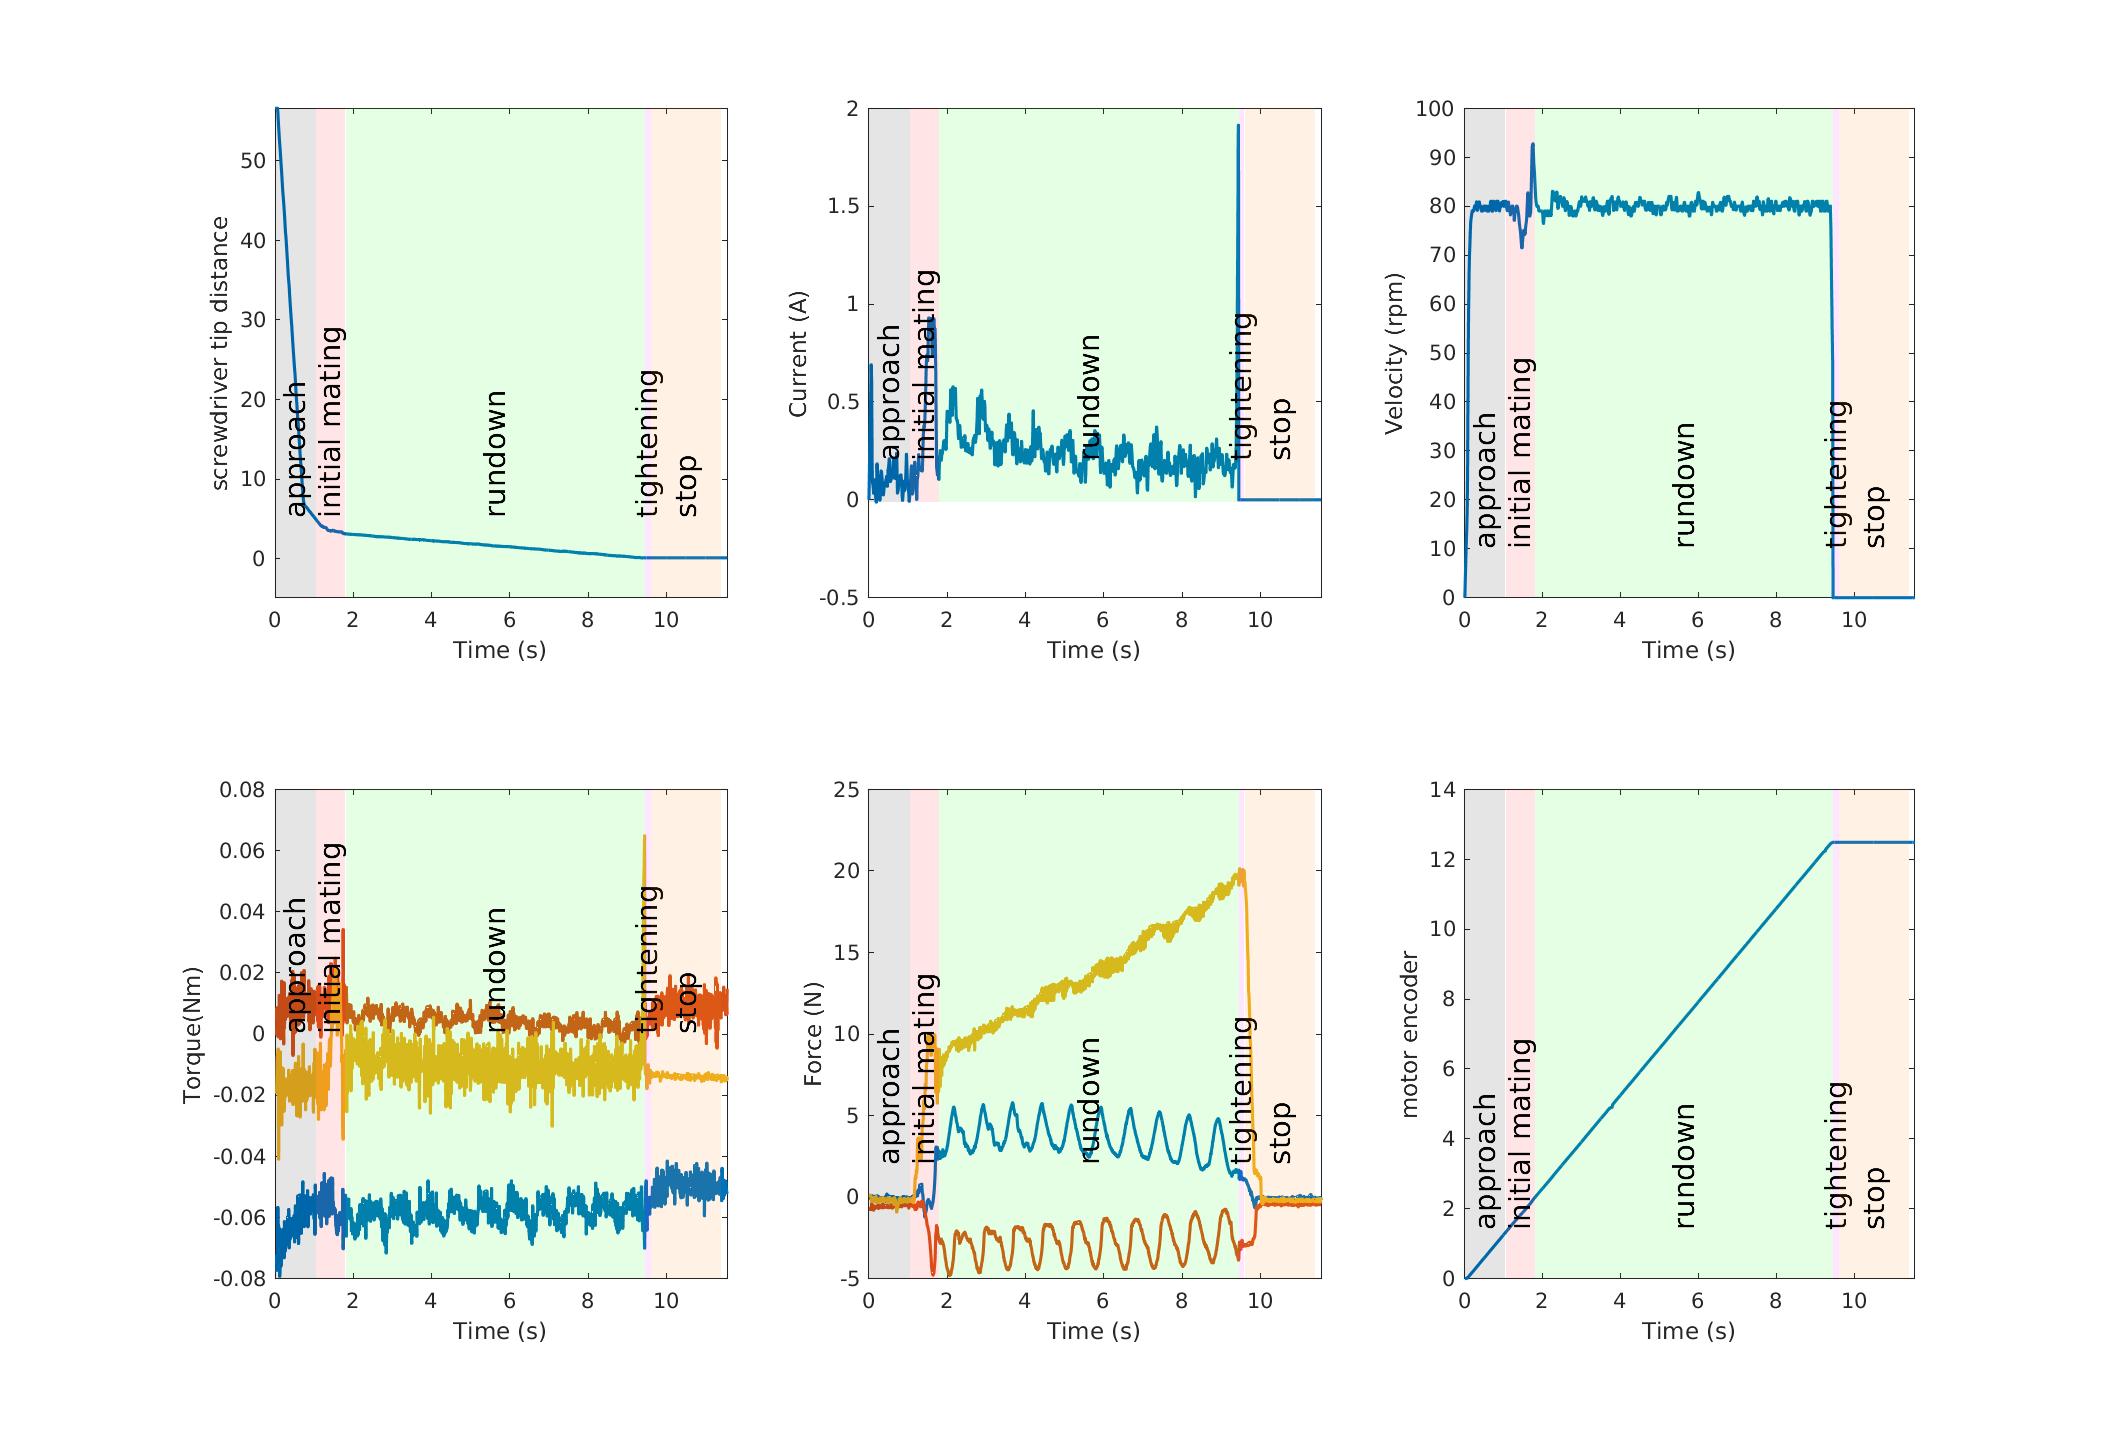 screwdriver tip distance
50
40
30
20
10
0
approach
initial mating
rundown
tightening
stop
0 2 4 6 8 10
Time (s)
Current (A)
2
1.5
1
0.5
0
-0.5
approach
initial mating
rundown
tightening
stop
0 2 4 6 8 10
Time (s)
Velocity (rpm)
100
90
80
70
60
50
40
30
20
10
0
approach
initial mating
rundown
tightening
stop
0 2 4 6 8 10
Time (s)
Torque(Nm)
0.08
0.06
0.04
0.02
0
-0.02
-0.04
-0.06
-0.08
approach
initial mating
rundown
tightening
stop
0 2 4 6 8 10
Time (s)
Force (N)
25
20
15
10
5
0
-5
approach
initial mating
rundown
tightening
stop
0 2 4 6 8 10
Time (s)
motor encoder
14
12
10
8
6
4
2
0
approach
initial mating
rundown
tightening
stop
0 2 4 6 8 10
Time (s)